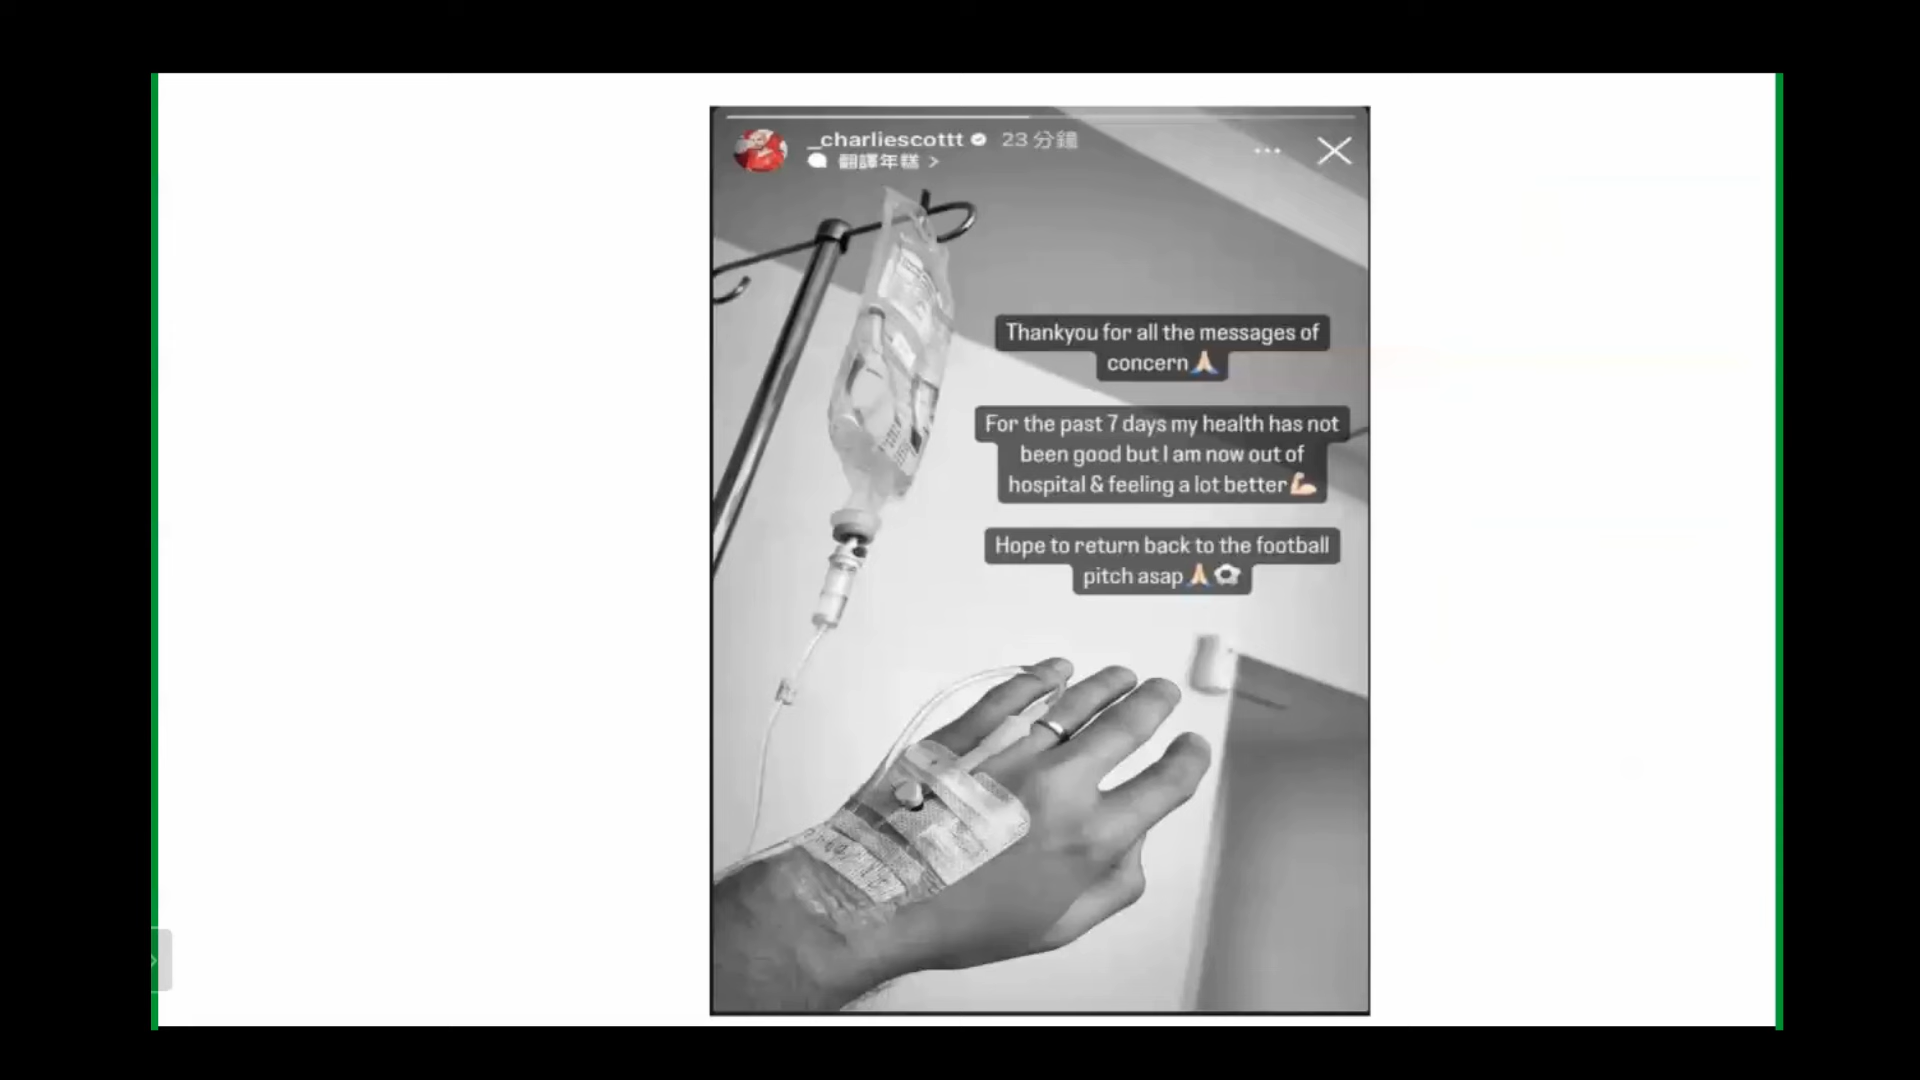 _charliescottt 23 分鐘
翻譯年糕 >
Thankyou for all the messages of
concern🙏🏻
For the past 7 days my health has not
been good but I am now out of
hospital & feeling a lot better💪🏻
Hope to return back to the football
pitch asap🙏🏻⚽